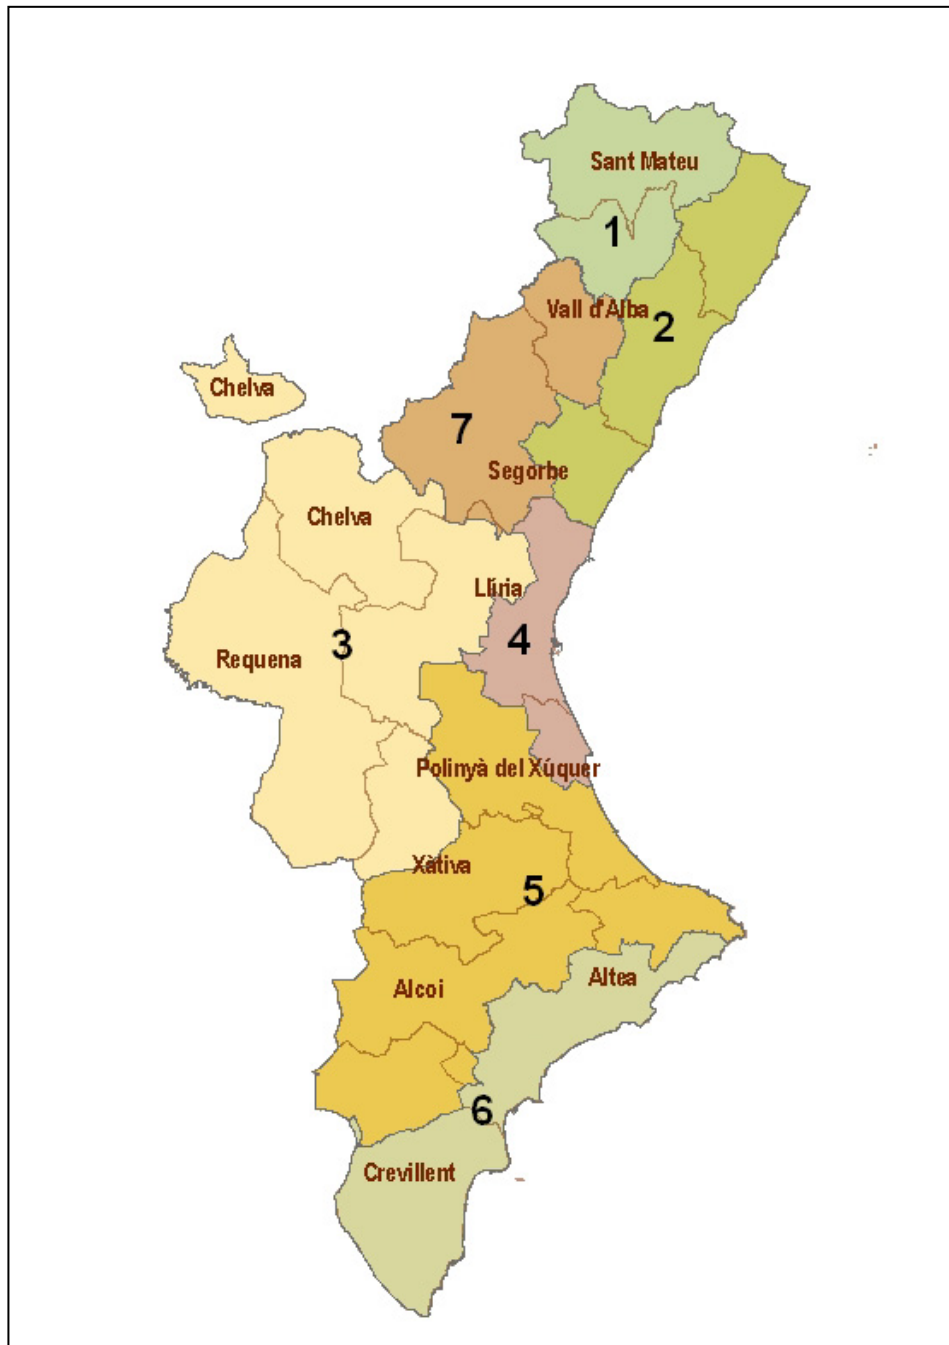 Sant Mateu
1
Vall d'Alba
2
Chelva
7
Segorbe
Chelva
Llíria
4
3
Requena
Polinyà del Xúquer
Xàtiva
5
Altea
Alcoi
6
Crevillent